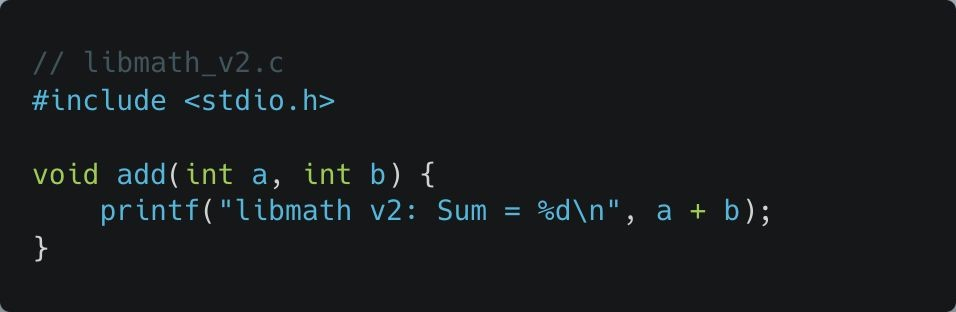 // libmath_v2.c
#include <stdio.h>

void add(int a, int b) {
    printf("libmath v2: Sum = %d\n", a + b);
}